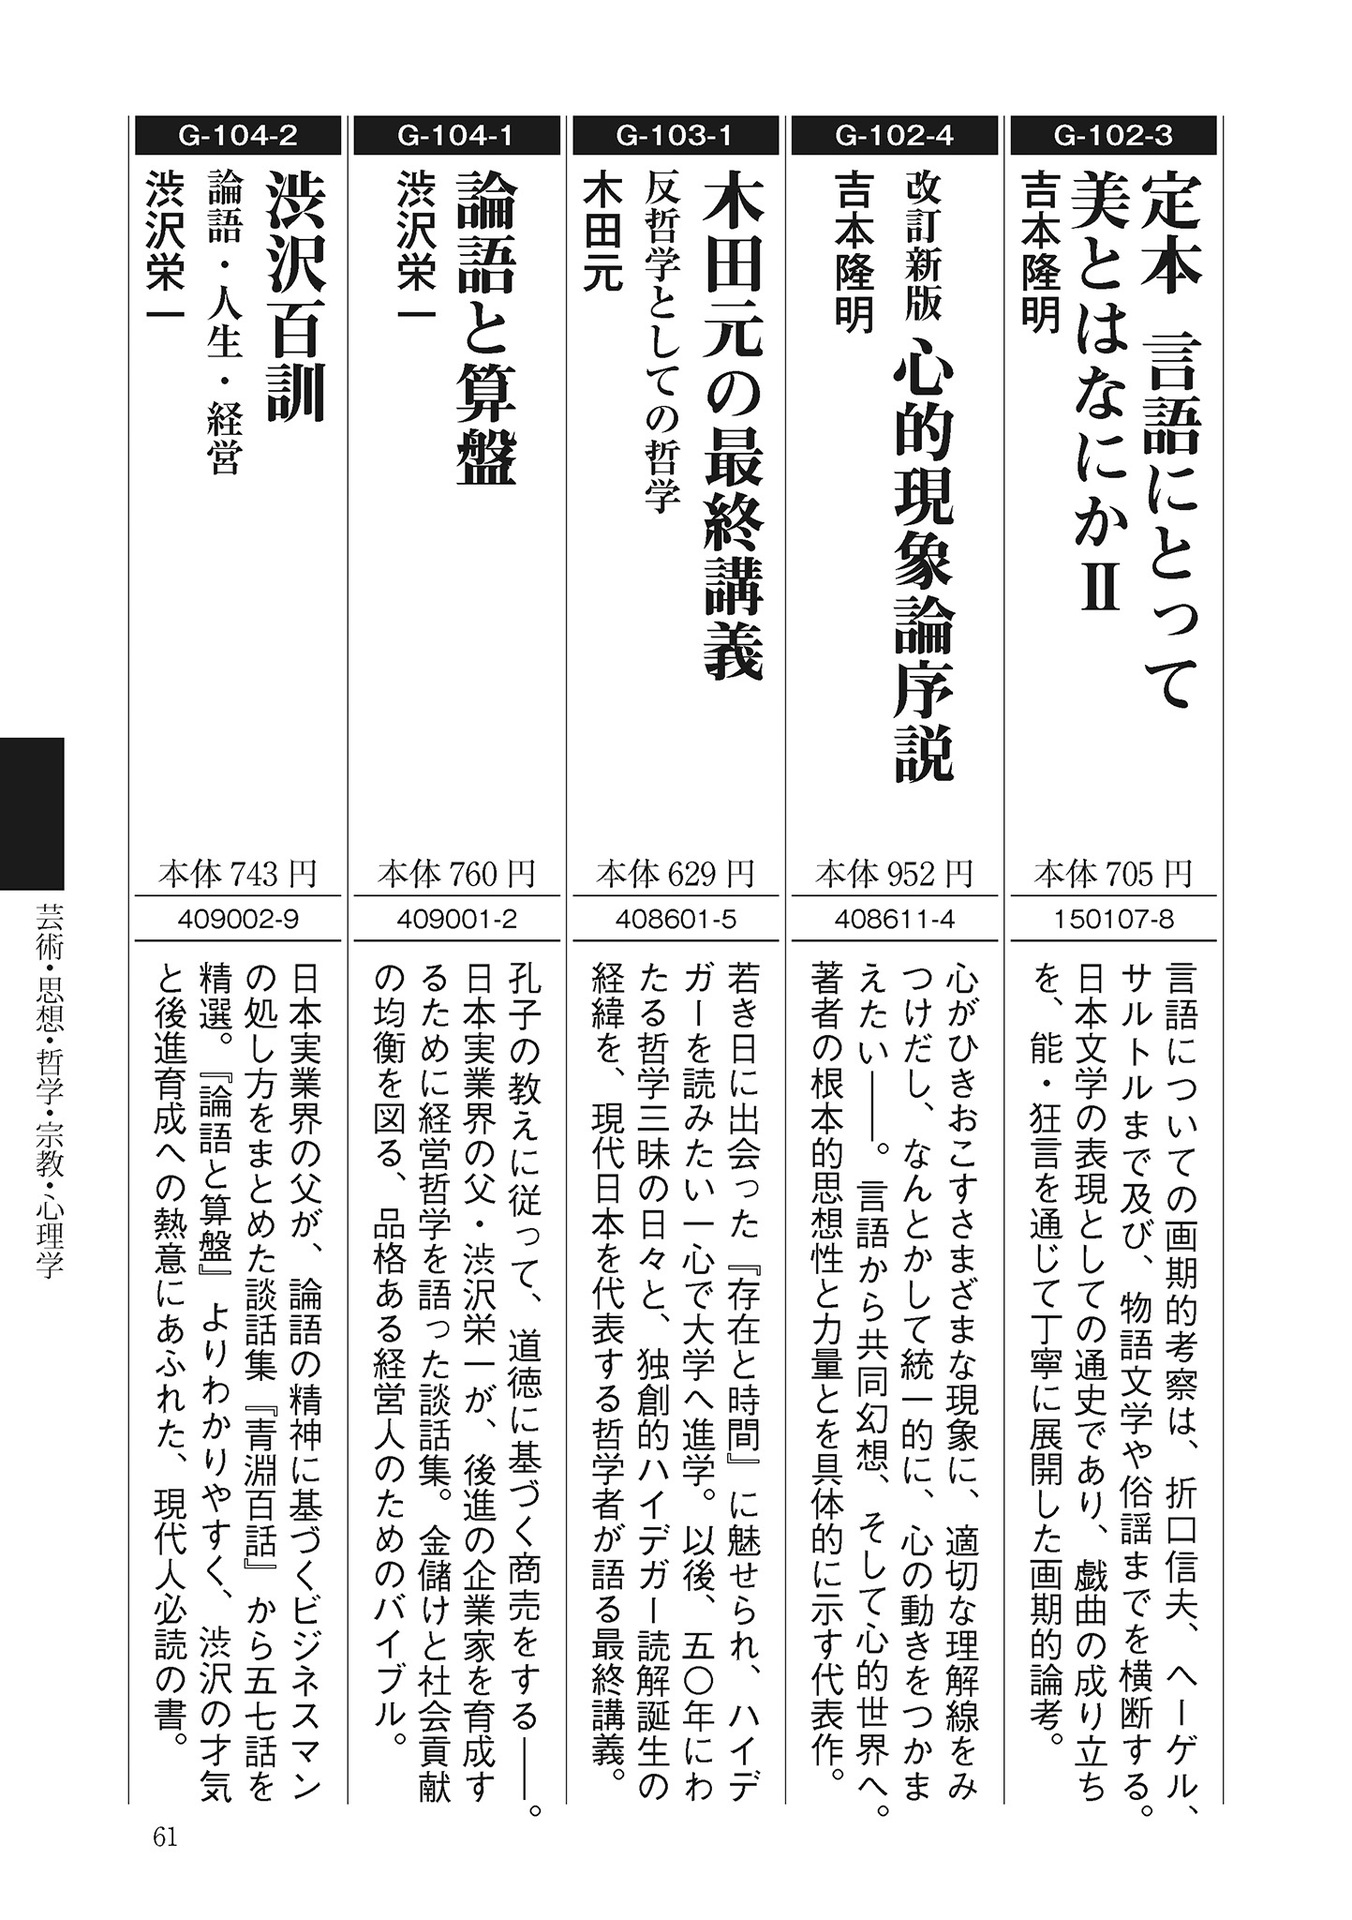 G-102-3
定本 言語にとって
美とはなにかⅡ
吉本隆明
本体 705 円
150107-8
言語についての画期的考察は、折口信夫、ヘーゲル、
サルトルまで及び、物語文学や俗謡までを横断する。
日本文学の表現としての通史であり、戯曲の成り立ち
を、能・狂言を通じて丁寧に展開した画期的論考。
G-102-4
改訂新版 心的現象論序説
吉本隆明
本体 952 円
408611-4
心がひきおこすさまざまな現象に、適切な理解線をみ
つけだし、なんとかして統一的に、心の動きをつかま
えたい――。言語から共同幻想、そして心的世界へ。
著者の根本的思想性と力量とを具体的に示す代表作。
G-103-1
木田元の最終講義
反哲学としての哲学
木田元
本体 629 円
408601-5
若き日に出会った『存在と時間』に魅せられ、ハイデ
ガーを読みたい一心で大学へ進学。以後、五〇年にわ
たる哲学三昧の日々と、独創的ハイデガー読解誕生の
経緯を、現代日本を代表する哲学者が語る最終講義。
G-104-1
論語と算盤
渋沢栄一
本体 760 円
409001-2
孔子の教えに従って、道徳に基づく商売をする――。
日本実業界の父・渋沢栄一が、後進の企業家を育成す
るために経営哲学を語った談話集。金儲けと社会貢献
の均衡を図る、品格ある経営人のためのバイブル。
G-104-2
渋沢百訓
論語・人生・経営
渋沢栄一
本体 743 円
409002-9
日本実業界の父が、論語の精神に基づくビジネスマン
の処し方をまとめた談話集『青淵百話』から五七話を
精選。『論語と算盤』よりわかりやすく、渋沢の才気
と後進育成への熱意にあふれた、現代人必読の書。
芸術・思想・哲学・宗教・心理学
61